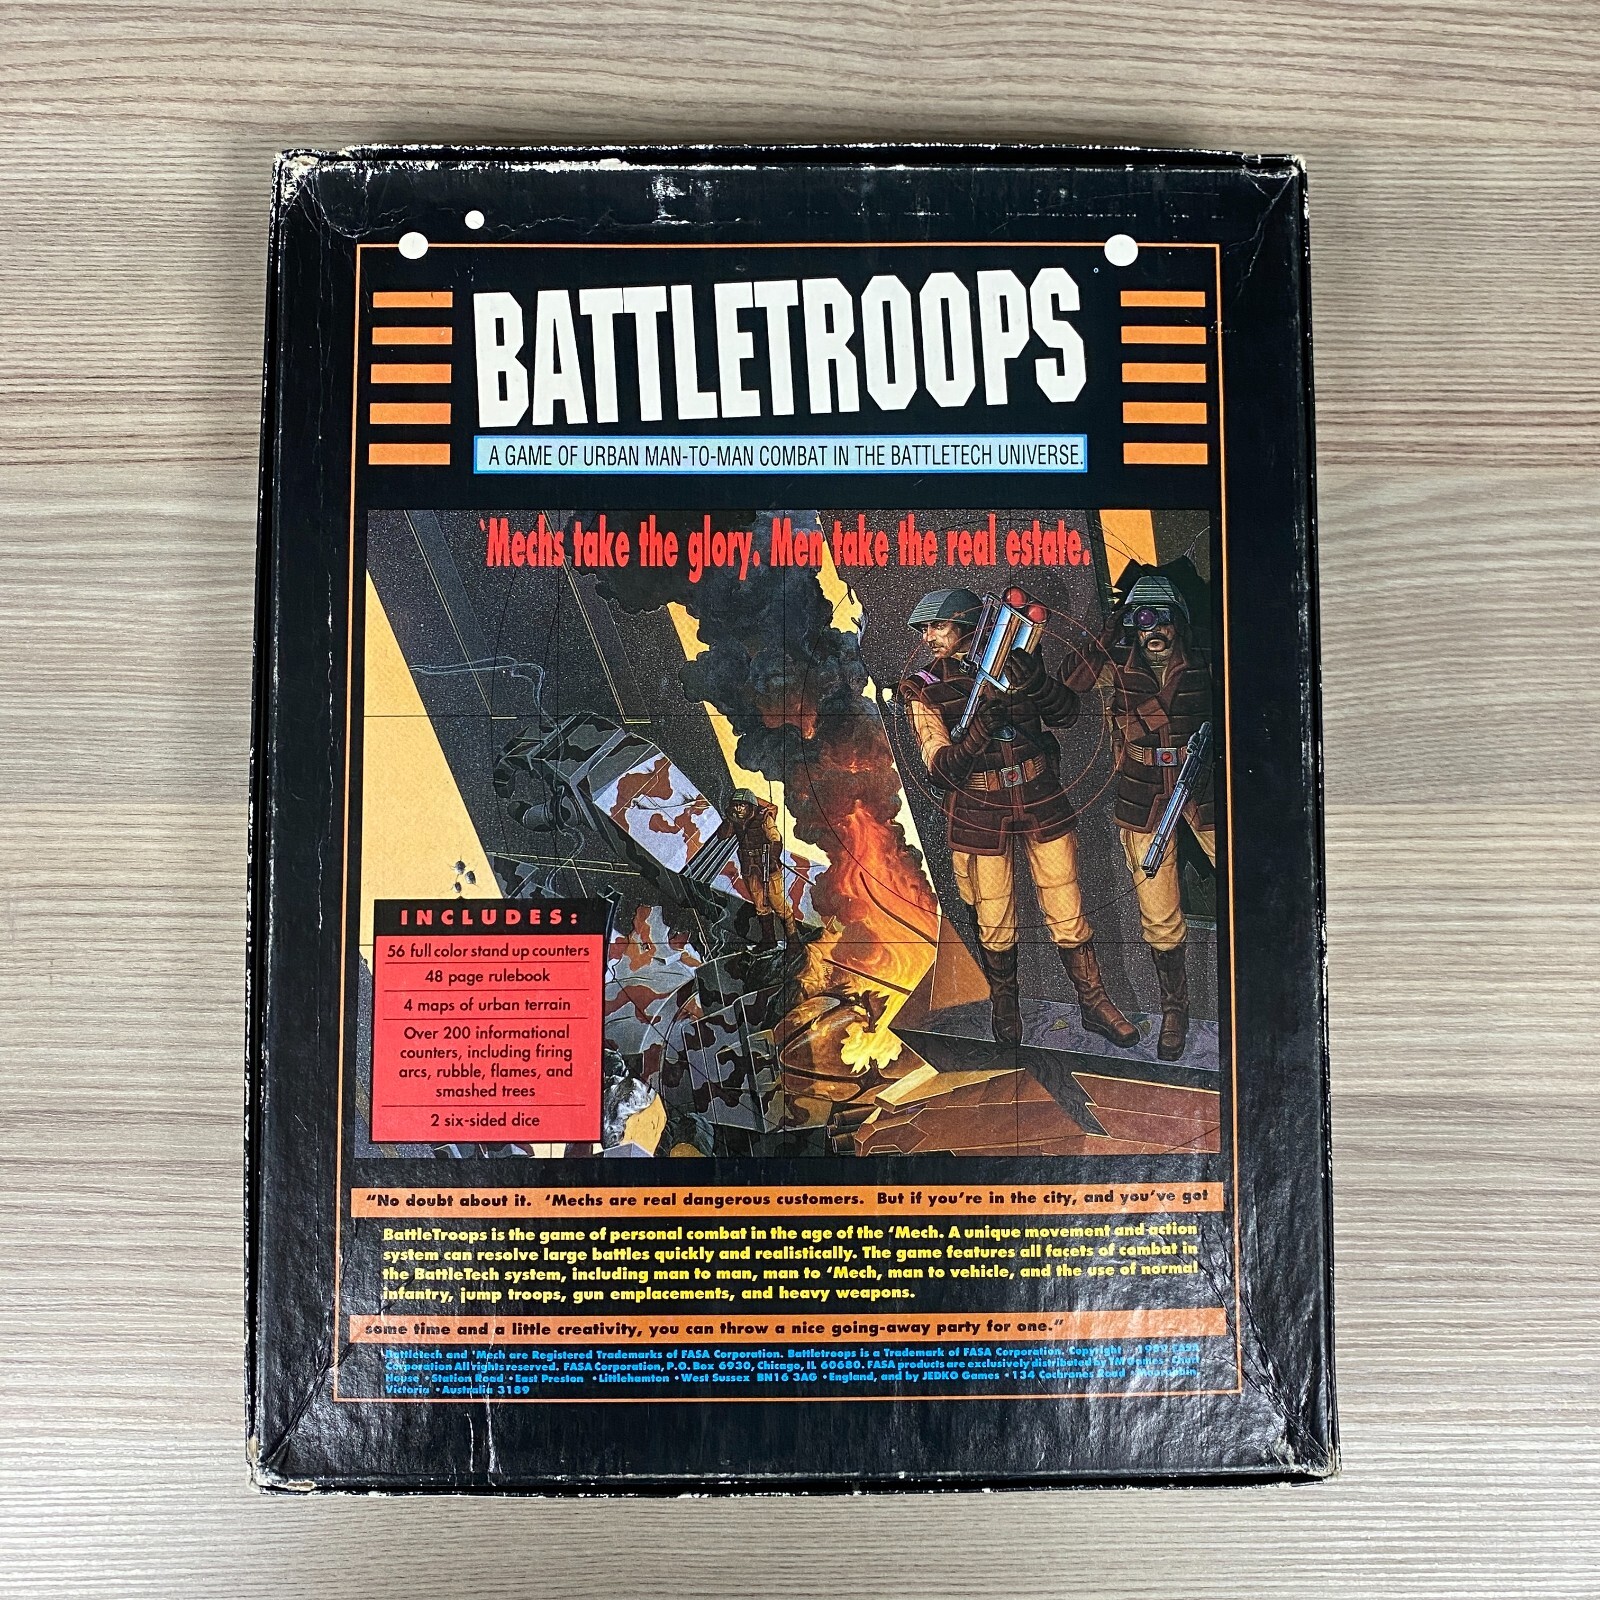 BATTLETROOPS
A GAME OF URBAN MAN-TO-MAN COMBAT IN THE BATTLETECH UNIVERSE.
'Mechs take the glory. Men take the real estate.
INCLUDES:
56 full color stand up counters
48 page rulebook
4 maps of urban terrain
Over 200 informational
counters, including firing
arcs, rubble, flames, and
smashed trees
2 six-sided dice
"No doubt about it. 'Mechs are real dangerous customers. But if you're in the city, and you've got
BattleTroops is the game of personal combat in the age of the 'Mech. A unique movement and action
system can resolve large battles quickly and realistically. The game features all facets of combat in
the BattleTech system, including man to man, man to 'Mech, man to vehicle, and the use of normal
infantry, jump troops, gun emplacements, and heavy weapons.
some time and a little creativity, you can throw a nice going-away party for one."
Battletech and 'Mech are Registered Trademarks of FASA Corporation. Battletroops is a Trademark of FASA Corporation. Copyright 1989 FASA
Corporation All rights reserved. FASA Corporation, P.O. Box 6930, Chicago, IL 60680. FASA products are exclusively distributed by TM Games
House • Station Road • East Preston • Littlehamton • West Sussex BN16 3AG • England, and by JEDKO Games • 134 Cochranes Road • Moorabbin,
Victoria • Australia 3189